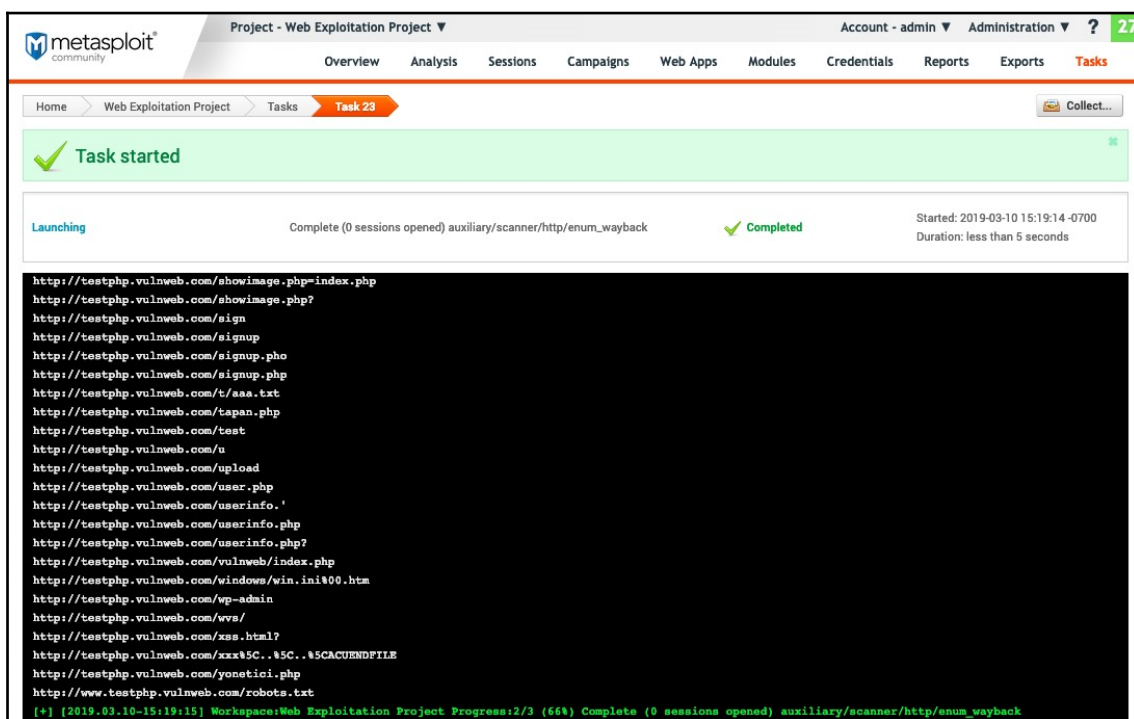 metasploit®
community
Project - Web Exploitation Project ▼
Account - admin ▼ Administration ▼ ? 27
Overview Analysis Sessions Campaigns Web Apps Modules Credentials Reports Exports Tasks
Home Web Exploitation Project Tasks Task 23
Collect...
Task started
Launching Complete (0 sessions opened) auxiliary/scanner/http/enum_wayback Completed
Started: 2019-03-10 15:19:14 -0700
Duration: less than 5 seconds
http://testphp.vulnweb.com/showimage.php=index.php
http://testphp.vulnweb.com/showimage.php?
http://testphp.vulnweb.com/sign
http://testphp.vulnweb.com/signup
http://testphp.vulnweb.com/signup.pho
http://testphp.vulnweb.com/signup.php
http://testphp.vulnweb.com/t/aaa.txt
http://testphp.vulnweb.com/tapan.php
http://testphp.vulnweb.com/test
http://testphp.vulnweb.com/u
http://testphp.vulnweb.com/upload
http://testphp.vulnweb.com/user.php
http://testphp.vulnweb.com/userinfo.'
http://testphp.vulnweb.com/userinfo.php
http://testphp.vulnweb.com/userinfo.php?
http://testphp.vulnweb.com/vulnweb/index.php
http://testphp.vulnweb.com/windows/win.ini%00.htm
http://testphp.vulnweb.com/wp-admin
http://testphp.vulnweb.com/wvs/
http://testphp.vulnweb.com/xss.html?
http://testphp.vulnweb.com/xxx%5C..%5C..%5CACUENDFILE
http://testphp.vulnweb.com/yonetici.php
http://www.testphp.vulnweb.com/robots.txt
[+] [2019.03.10-15:19:15] Workspace:Web Exploitation Project Progress:2/3 (66%) Complete (0 sessions opened) auxiliary/scanner/http/enum_wayback